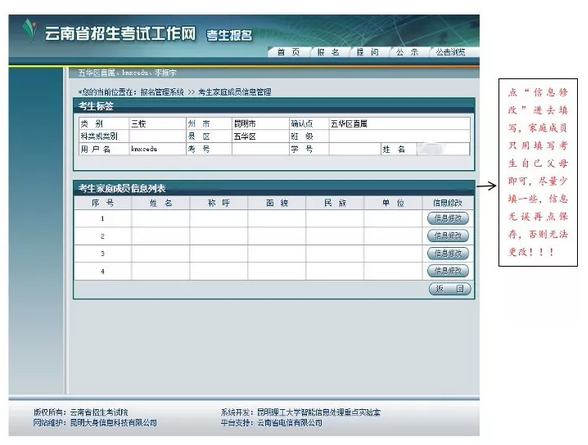 云南省招生考试工作网 考生报名
首 页 报 名 提 问 公 示 公告浏览
五华区直属, kmxcedu,
*您的当前位置在：报名管理系统 >> 考生家庭成员信息管理
考生标签
类 别 三校 州 市 昆明市 确认点 五华区直属
科类或类别 县 区 五华区 班 级
用 户 名 kmxcedu 考 号 学 号 姓 名
考生家庭成员信息列表
序 号 姓 名 称 呼 面 貌 民 族 单 位 信息修改
1 信息修改
2 信息修改
3 信息修改
4 信息修改
返 回
点“信息修
改”进去填
写，家庭成员
只用填写考
生自己父母
即可，尽量少
填一些，信息
无误再点保
存，否则无法
更改！！！
版权所有：云南省招生考试院 系统开发：昆明理工大学智能信息处理重点实验室
网站维护：昆明大身信息科技有限公司 平台支持：云南省电信有限公司